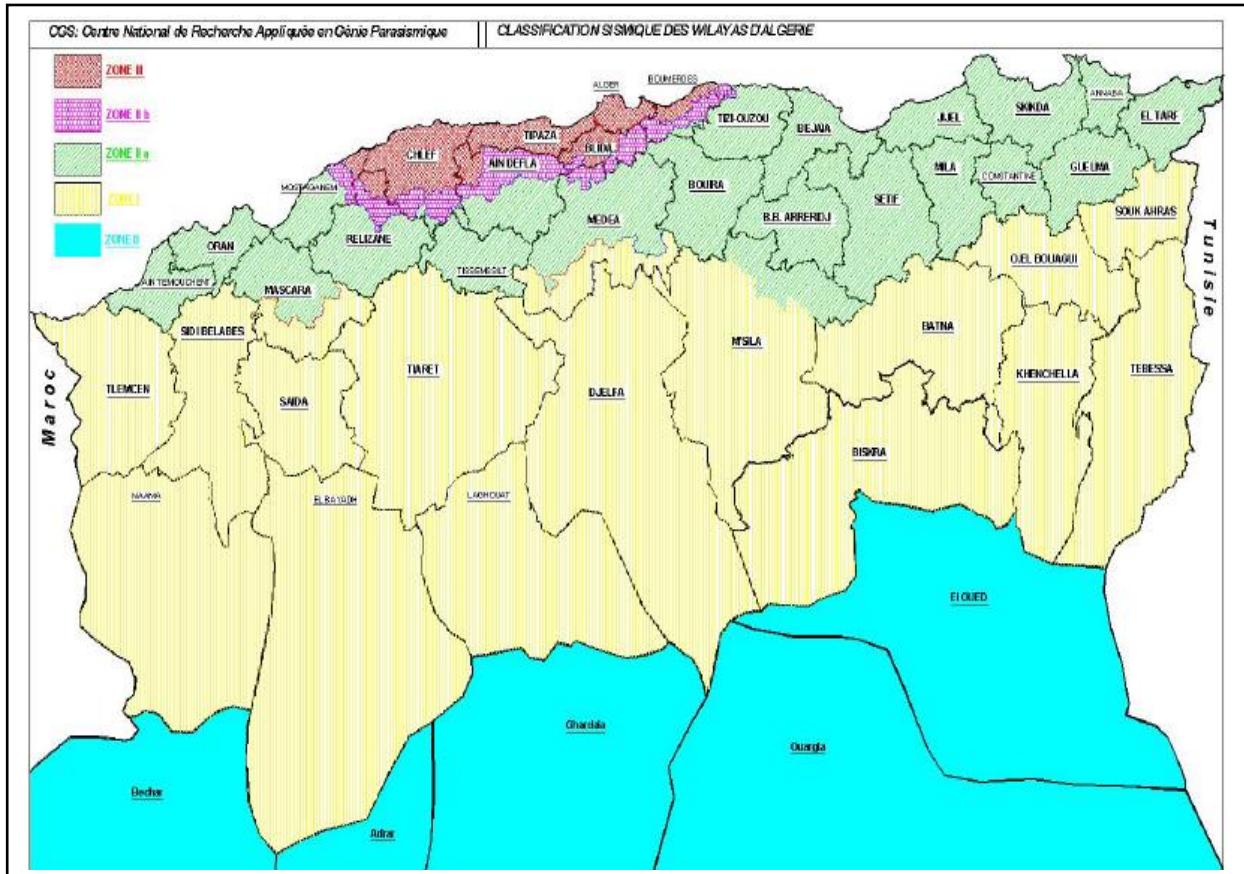 CGS: Centre National de Recherche Appliquée en Génie Parasismique
CLASSIFICATION SISMIQUE DES WILAYAS D'ALGERIE
ZONE III
ZONE II b
ZONE II a
ZONE I
ZONE 0
ALGER
BOUMERDES
TIPAZA
BLIDA
CHLEF
AIN DEFLA
TIZI-OUZOU
BEJAIA
JIJEL
SKIKDA
ANNABA
EL TARF
MOSTAGANEM
MEDEA
BOUIRA
B.B. ARRERIDJ
SETIF
MILA
CONSTANTINE
GUELMA
SOUK AHRAS
ORAN
RELIZANE
AIN TEMOUCHENT
MASCARA
TISSEMSSILT
OJEL BOUAGUI
SIDI BELABES
TLEMCEN
SAIDA
TIARET
DJELFA
M'SILA
BATNA
KHENCHELLA
TEBESSA
BISKRA
NAAMA
EL BAYADH
LAGHOUAT
Maroc
Tunisie
El OUED
Ghardaia
Ouargla
Bechar
Adrar